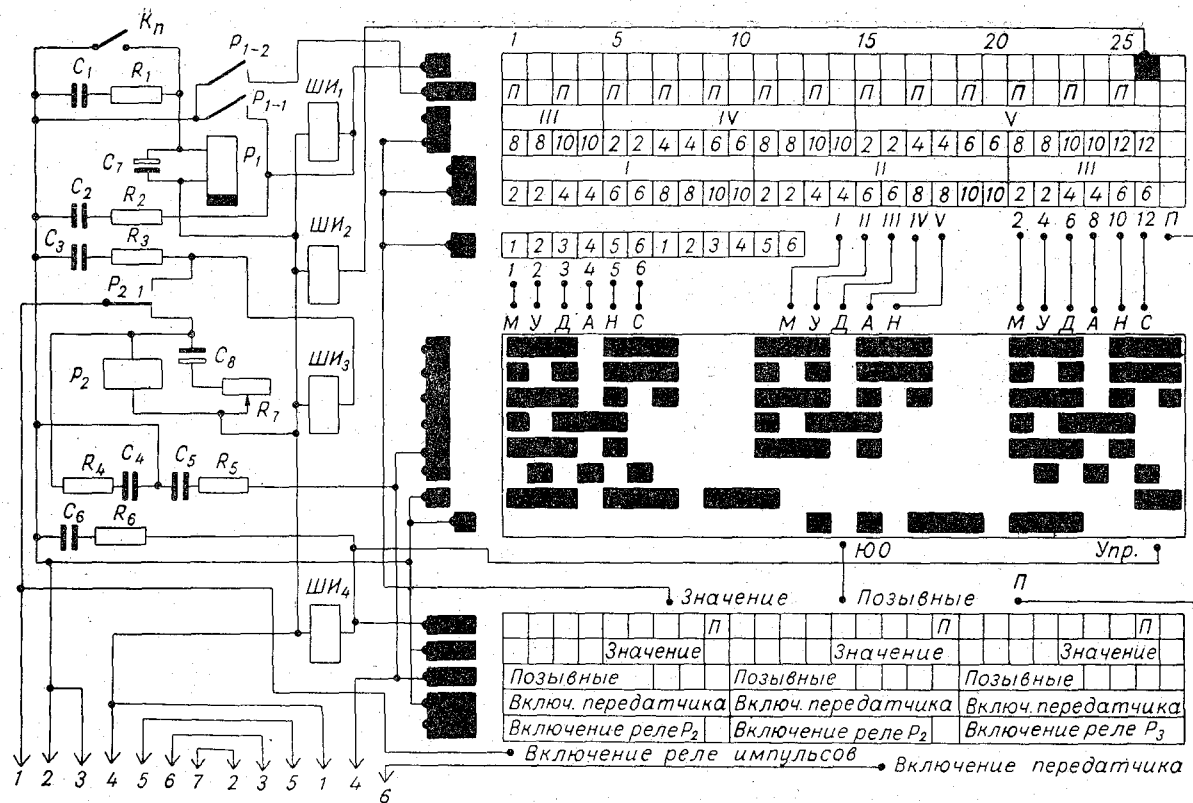 Кп
P1-2
C1 R1
P1-1
ШИ1
C7 P1
C2 R2
C3 R3
ШИ2
P2 1
C8
P2
R7
ШИ3
R4 C4 C5 R5
C6 R6
ШИ4
1 5 10 15 20 25
П П П П П П П П П П П П П
III IV V
8 8 10 10 2 2 4 4 6 6 8 8 10 10 2 2 4 4 6 6 8 8 10 10 12 12
I II III
2 2 4 4 6 6 8 8 10 10 2 2 4 4 6 6 8 8 10 10 2 2 4 4 6 6
I II III IV V 2 4 6 8 10 12 П
1 2 3 4 5 6 1 2 3 4 5 6
1 2 3 4 5 6
М У Д А Н С М У Д А Н М У Д А Н С
ЮО Упр.
Значение Позывные П
П П П
Значение Значение Значение
Позывные Позывные Позывные
Включ. передатчика Включ. передатчика Включ. передатчика
Включение реле P2 Включение реле P2 Включение реле P3
Включение реле импульсов
Включение передатчика
1 2 3 4 5 6 7 2 3 5 1 4 6